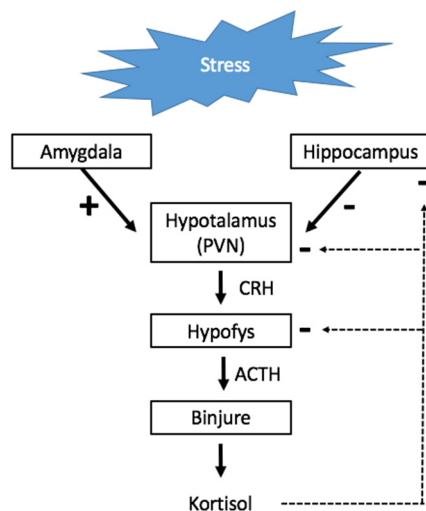 Stress
Amygdala
Hippocampus
+
-
-
Hypotalamus
(PVN)
-
CRH
Hypofys
-
ACTH
Binjure
Kortisol